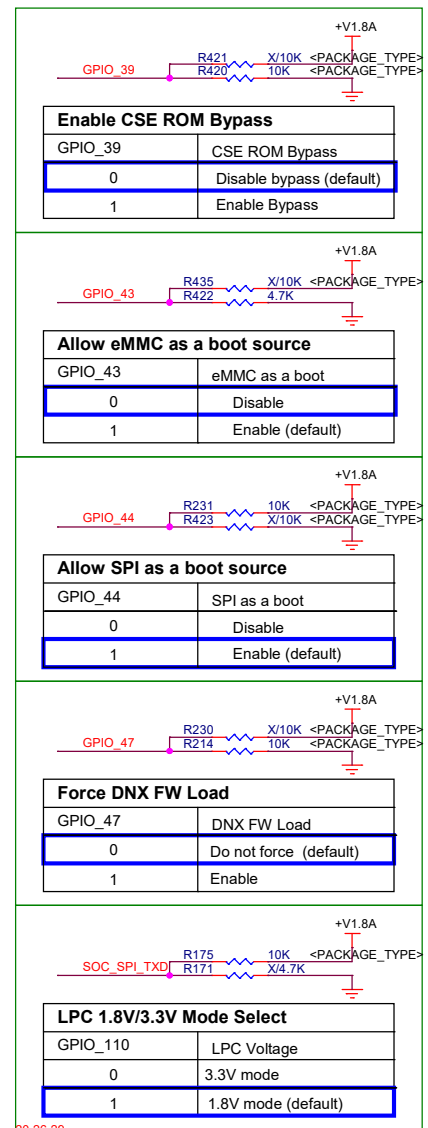 +V1.8A
R421 X/10K <PACKAGE_TYPE>
GPIO_39 R420 10K <PACKAGE_TYPE>
Enable CSE ROM Bypass
GPIO_39 CSE ROM Bypass
0 Disable bypass (default)
1 Enable Bypass
+V1.8A
R435 X/10K <PACKAGE_TYPE>
GPIO_43 R422 4.7K
Allow eMMC as a boot source
GPIO_43 eMMC as a boot
0 Disable
1 Enable (default)
+V1.8A
R231 10K <PACKAGE_TYPE>
GPIO_44 R423 X/10K <PACKAGE_TYPE>
Allow SPI as a boot source
GPIO_44 SPI as a boot
0 Disable
1 Enable (default)
+V1.8A
R230 X/10K <PACKAGE_TYPE>
GPIO_47 R214 10K <PACKAGE_TYPE>
Force DNX FW Load
GPIO_47 DNX FW Load
0 Do not force (default)
1 Enable
+V1.8A
R175 10K <PACKAGE_TYPE>
SOC_SPI_TXD R171 X/4.7K
LPC 1.8V/3.3V Mode Select
GPIO_110 LPC Voltage
0 3.3V mode
1 1.8V mode (default)